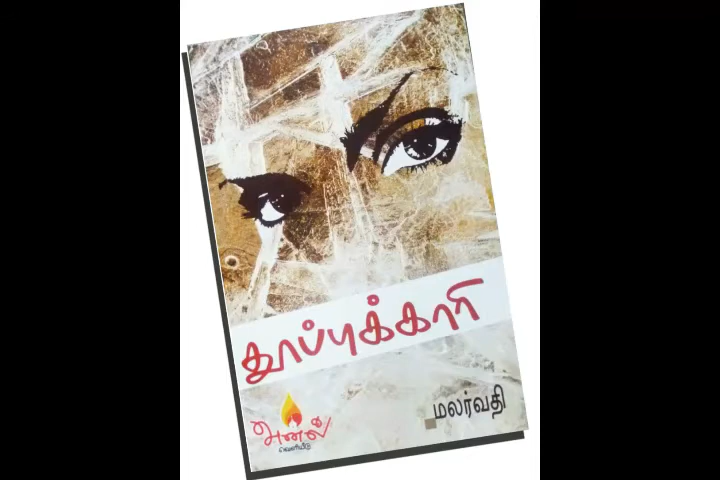 தூப்புக்காரி
மலர்வதி
அனல்
வெளியீடு